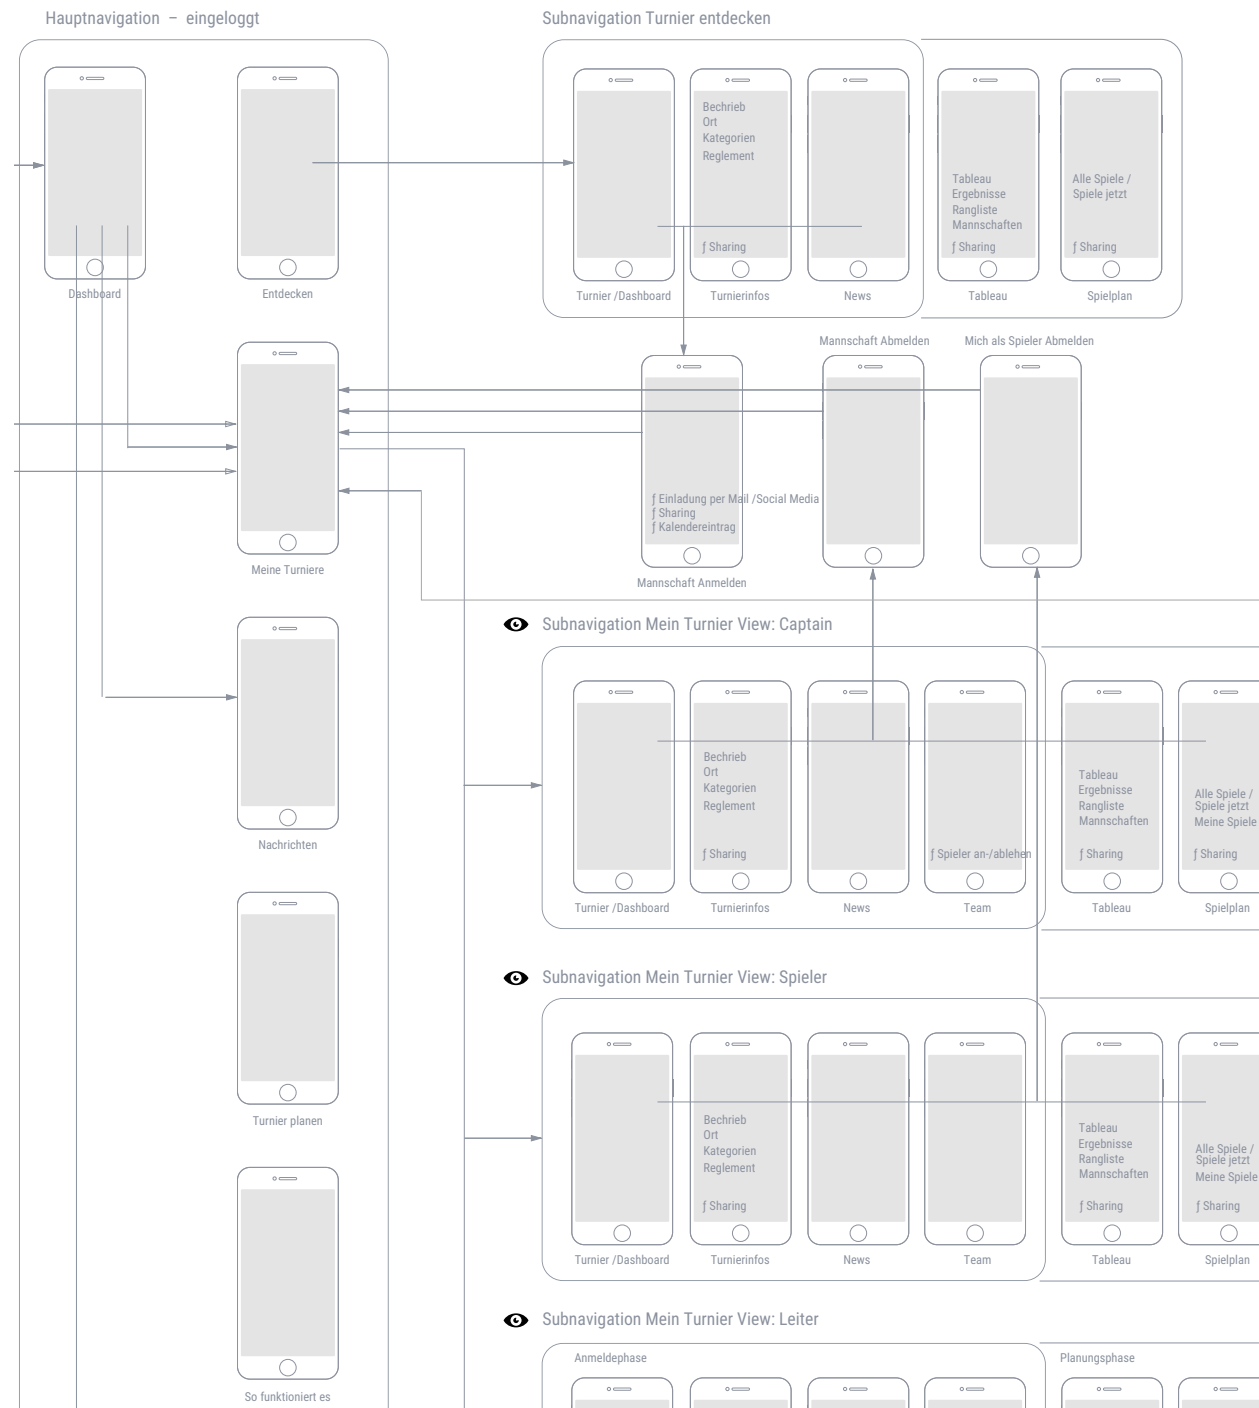 Hauptnavigation – eingeloggt
Subnavigation Turnier entdecken
Bechrieb
Ort
Kategorien
Reglement
ƒ Sharing
Tableau
Ergebnisse
Rangliste
Mannschaften
ƒ Sharing
Alle Spiele /
Spiele jetzt
ƒ Sharing
Dashboard
Entdecken
Turnier /Dashboard
Turnierinfos
News
Tableau
Spielplan
Mannschaft Abmelden
Mich als Spieler Abmelden
ƒ Einladung per Mail /Social Media
ƒ Sharing
ƒ Kalendereintrag
Meine Turniere
Mannschaft Anmelden
Subnavigation Mein Turnier View: Captain
Bechrieb
Ort
Kategorien
Reglement
ƒ Sharing
ƒ Spieler an-/ablehen
Tableau
Ergebnisse
Rangliste
Mannschaften
ƒ Sharing
Alle Spiele /
Spiele jetzt
Meine Spiele
ƒ Sharing
Nachrichten
Turnier /Dashboard
Turnierinfos
News
Team
Tableau
Spielplan
Subnavigation Mein Turnier View: Spieler
Bechrieb
Ort
Kategorien
Reglement
ƒ Sharing
Tableau
Ergebnisse
Rangliste
Mannschaften
ƒ Sharing
Alle Spiele /
Spiele jetzt
Meine Spiele
ƒ Sharing
Turnier planen
Turnier /Dashboard
Turnierinfos
News
Team
Tableau
Spielplan
Subnavigation Mein Turnier View: Leiter
Anmeldephase
Planungsphase
So funktioniert es